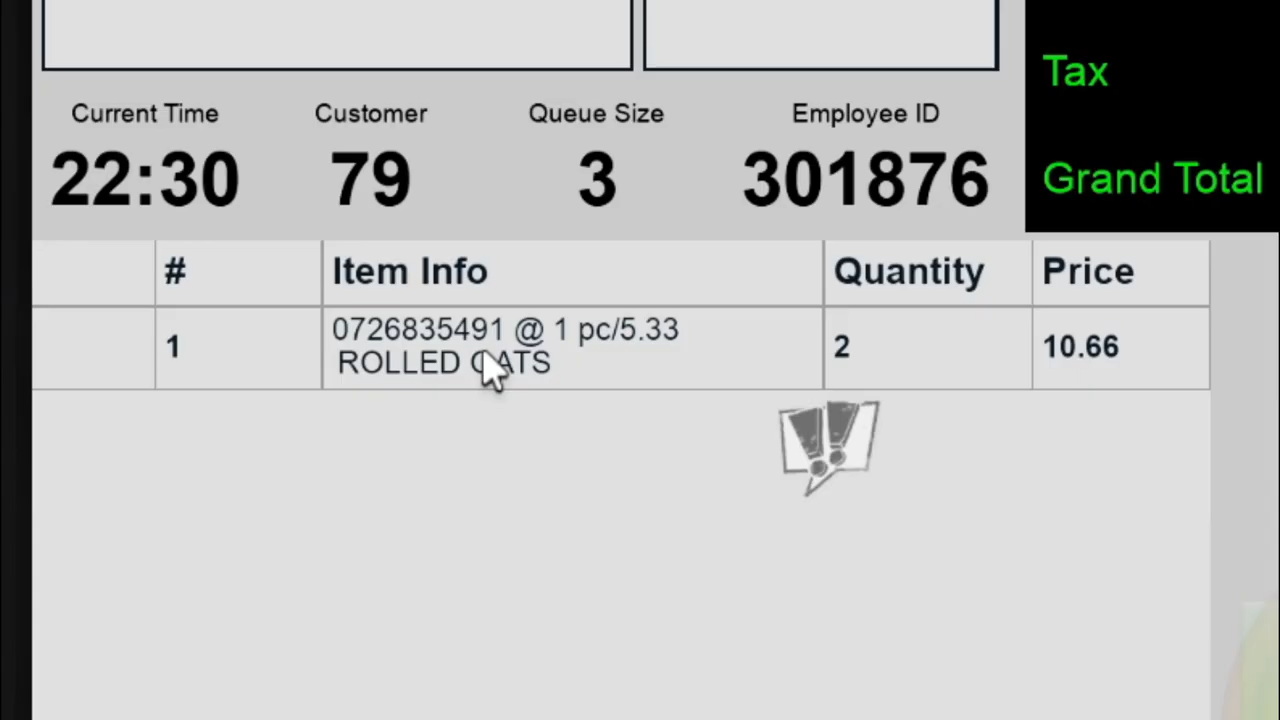 Tax
Current Time Customer Queue Size Employee ID
22:30 79 3 301876
Grand Total
# Item Info Quantity Price
1 0726835491 @ 1 pc/5.33 2 10.66
ROLLED OATS